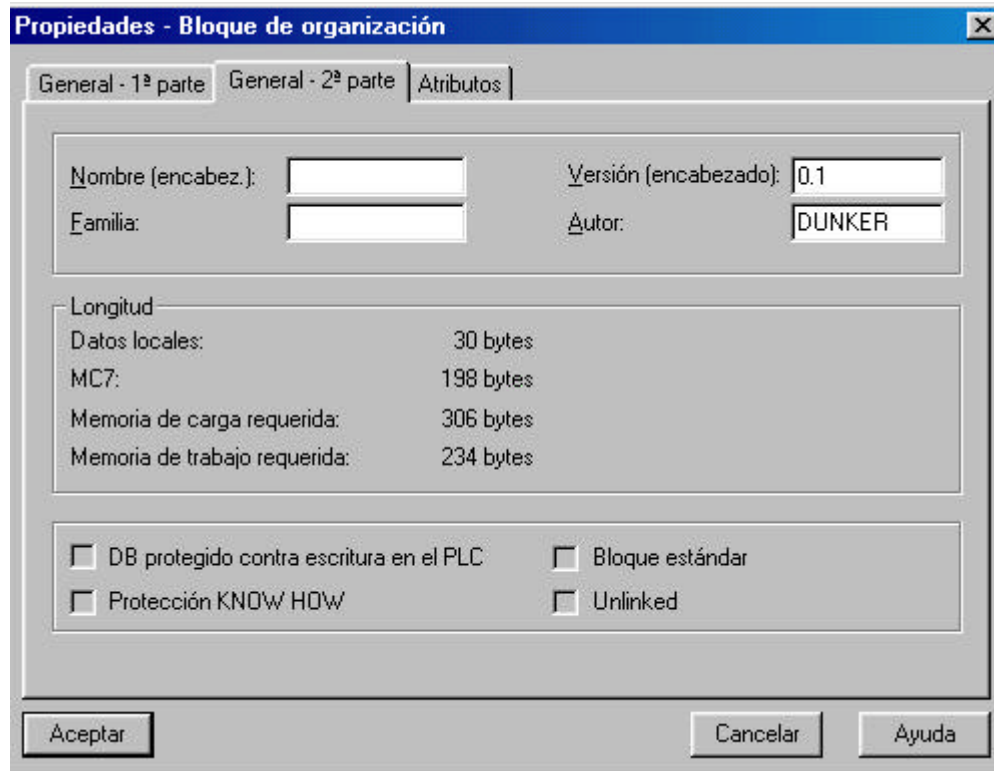 Propiedades - Bloque de organización
General - 1ª parte General - 2ª parte Atributos
Nombre (encabez.): Versión (encabezado): 0.1
Familia: Autor: DUNKER
Longitud
Datos locales: 30 bytes
MC7: 198 bytes
Memoria de carga requerida: 306 bytes
Memoria de trabajo requerida: 234 bytes
DB protegido contra escritura en el PLC Bloque estándar
Protección KNOW HOW Unlinked
Aceptar Cancelar Ayuda